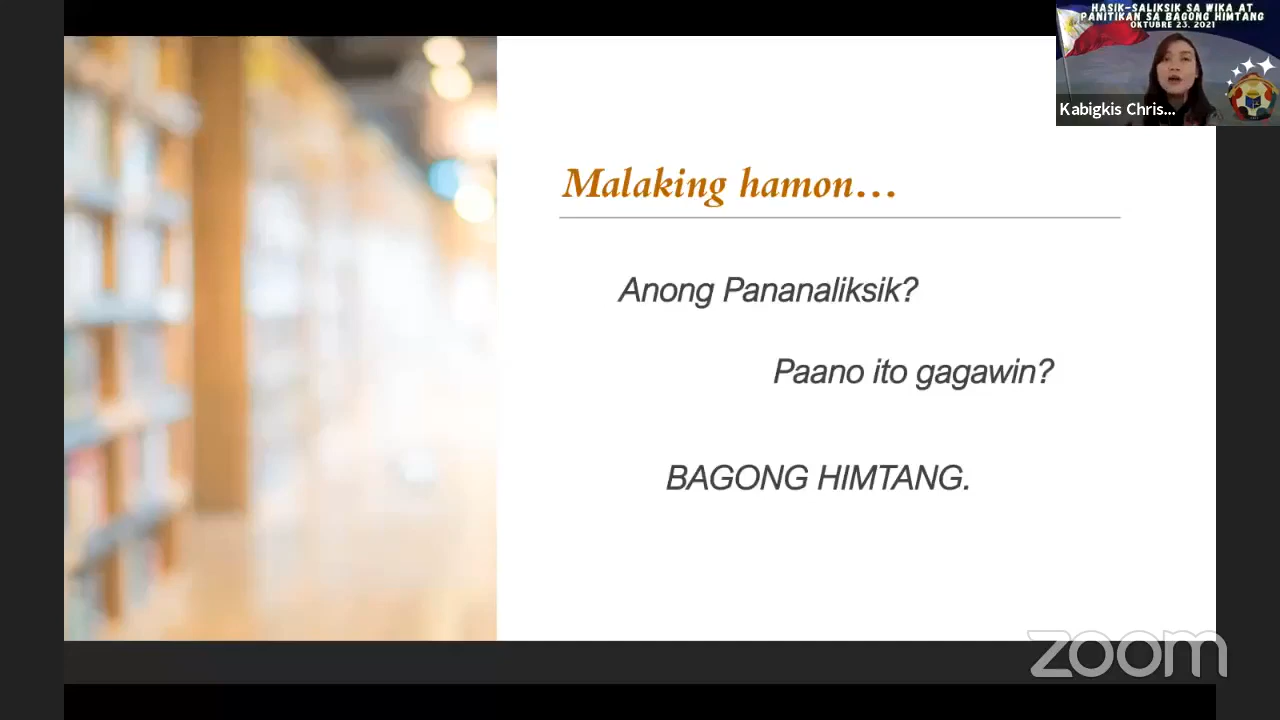 HASIK-SALIKSIK SA WIKA AT
PANITIKAN SA BAGONG HIMTANG
OKTUBRE 23, 2021
Kabigkis Chris...
Malaking hamon...
Anong Pananaliksik?
Paano ito gagawin?
BAGONG HIMTANG.
zoom